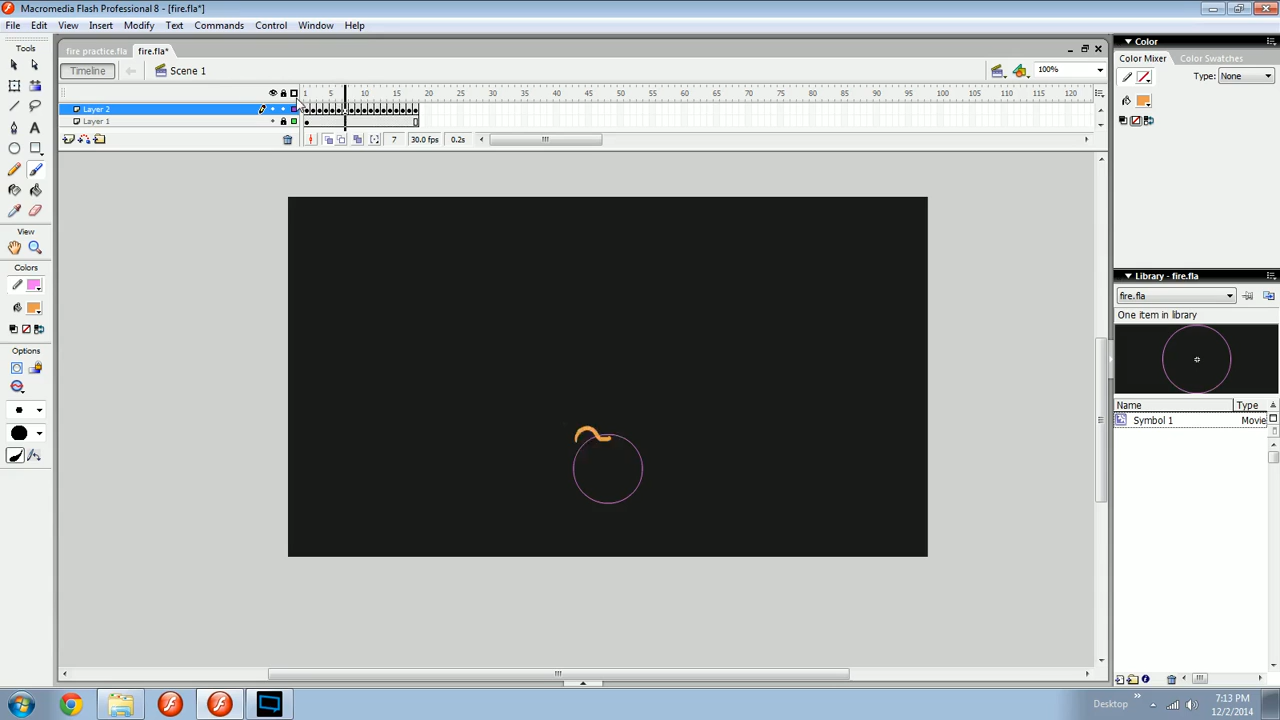 Macromedia Flash Professional 8 - [fire.fla*]
File Edit View Insert Modify Text Commands Control Window Help
Tools
fire practice.fla fire.fla*
Timeline Scene 1 100%
1 5 10 15 20 25 30 35 40 45 50 55 60 65 70 75 80 85 90 95 100 105 110 115 120
Layer 2
Layer 1
7 30.0 fps 0.2s
View
Colors
Options
Color
Color Mixer Color Swatches
Type: None
Library - fire.fla
fire.fla
One item in library
Name Type
Symbol 1 Movie
Desktop
7:13 PM
12/2/2014